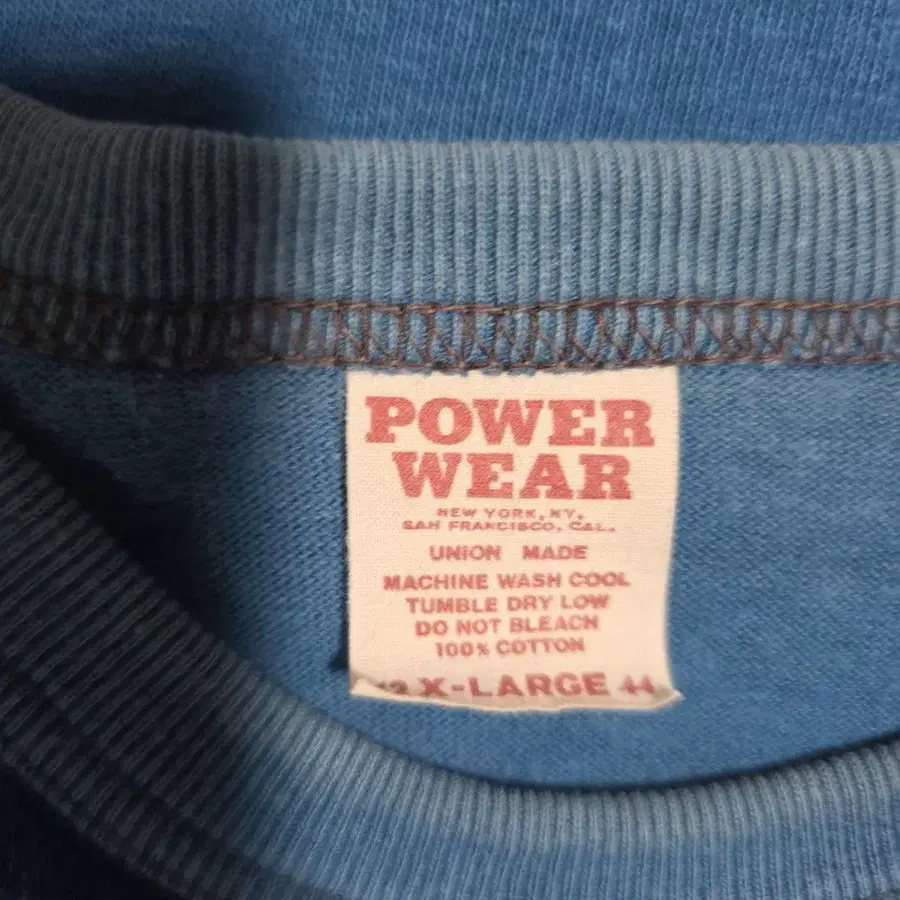 POWER
WEAR
NEW YORK, NY,
SAN FRANCISCO, CAL.
UNION MADE
MACHINE WASH COOL
TUMBLE DRY LOW
DO NOT BLEACH
100% COTTON
X-LARGE 44